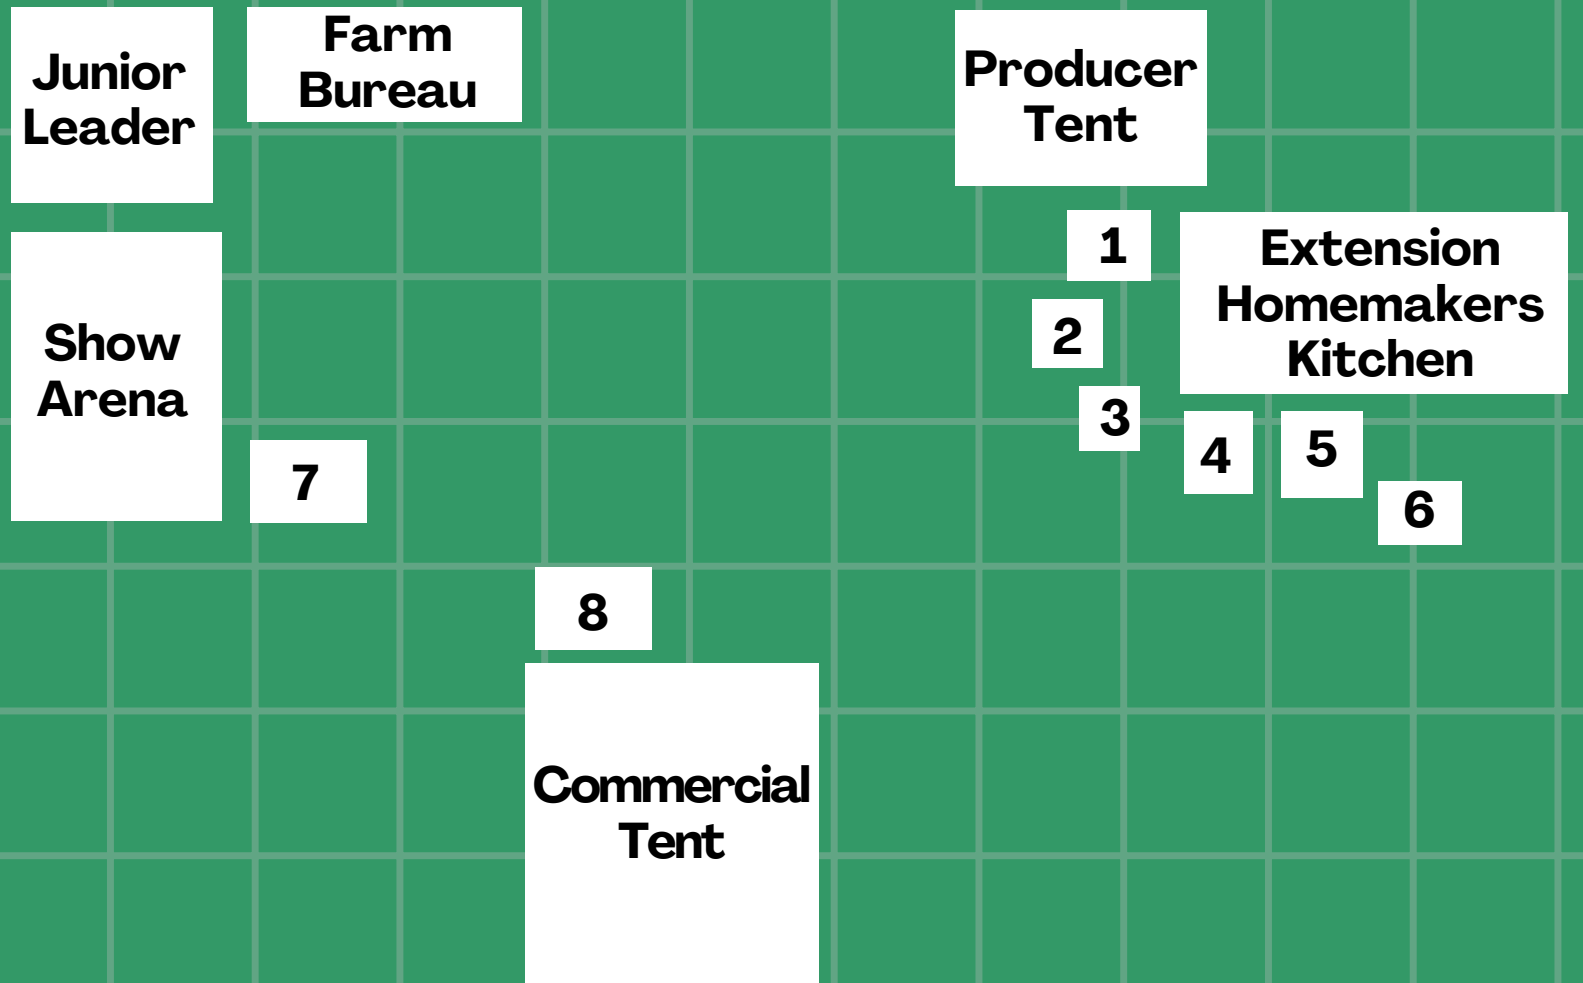 Junior
Leader
Farm
Bureau
Producer
Tent
1
Extension
Homemakers
Kitchen
2
Show
Arena
3
4
5
6
7
8
Commercial
Tent